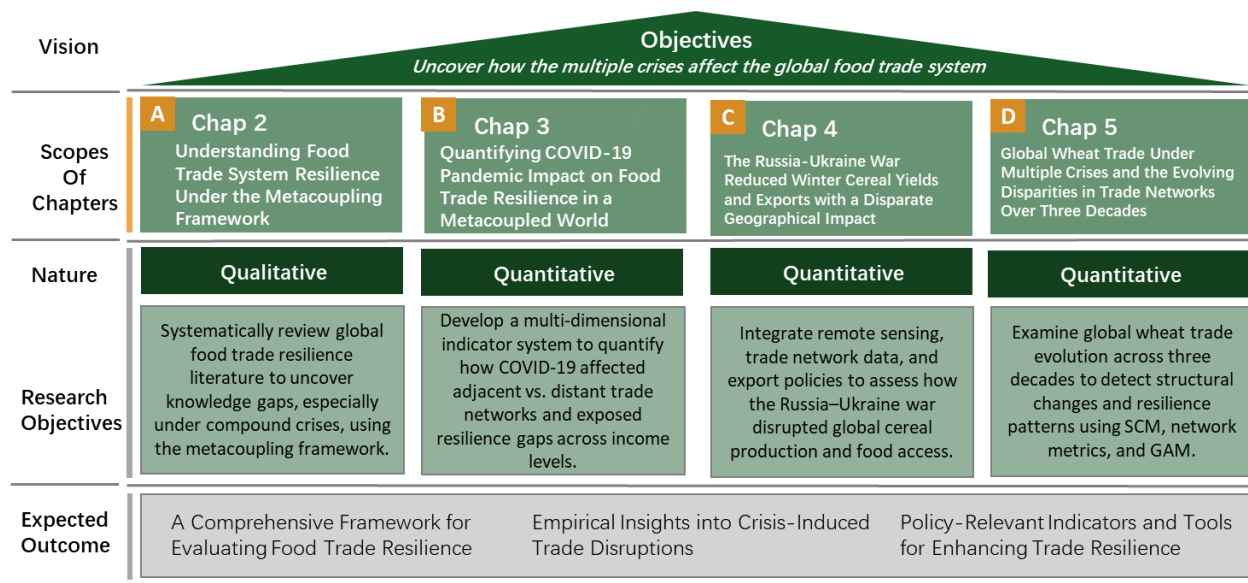 Vision
Objectives
Uncover how the multiple crises affect the global food trade system
Scopes
Of
Chapters
A
Chap 2
Understanding Food
Trade System Resilience
Under the Metacoupling
Framework
B
Chap 3
Quantifying COVID-19
Pandemic Impact on Food
Trade Resilience in a
Metacoupled World
C
Chap 4
The Russia-Ukraine War
Reduced Winter Cereal Yields
and Exports with a Disparate
Geographical Impact
D
Chap 5
Global Wheat Trade Under
Multiple Crises and the Evolving
Disparities in Trade Networks
Over Three Decades
Nature
Qualitative
Quantitative
Quantitative
Quantitative
Research
Objectives
Systematically review global
food trade resilience
literature to uncover
knowledge gaps, especially
under compound crises, using
the metacoupling framework.
Develop a multi-dimensional
indicator system to quantify
how COVID-19 affected
adjacent vs. distant trade
networks and exposed
resilience gaps across income
levels.
Integrate remote sensing,
trade network data, and
export policies to assess how
the Russia–Ukraine war
disrupted global cereal
production and food access.
Examine global wheat trade
evolution across three
decades to detect structural
changes and resilience
patterns using SCM, network
metrics, and GAM.
Expected
Outcome
A Comprehensive Framework for
Evaluating Food Trade Resilience
Empirical Insights into Crisis-Induced
Trade Disruptions
Policy-Relevant Indicators and Tools
for Enhancing Trade Resilience